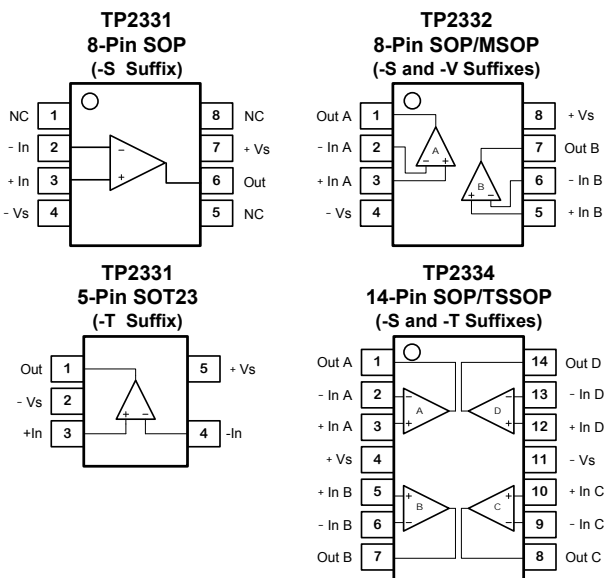 TP2331
8-Pin SOP
(-S Suffix)
NC 1 8 NC
- In 2 7 + Vs
+ In 3 6 Out
- Vs 4 5 NC
− +
TP2332
8-Pin SOP/MSOP
(-S and -V Suffixes)
Out A 1 8 + Vs
- In A 2 7 Out B
+ In A 3 6 - In B
- Vs 4 5 + In B
A − +
B + −
TP2331
5-Pin SOT23
(-T Suffix)
Out 1 5 + Vs
- Vs 2
+In 3 4 -In
+ −
TP2334
14-Pin SOP/TSSOP
(-S and -T Suffixes)
Out A 1 14 Out D
- In A 2 − − 13 - In D
A D
+ In A 3 + + 12 + In D
+ Vs 4 11 - Vs
+ In B 5 + + 10 + In C
B C
- In B 6 − − 9 - In C
Out B 7 8 Out C